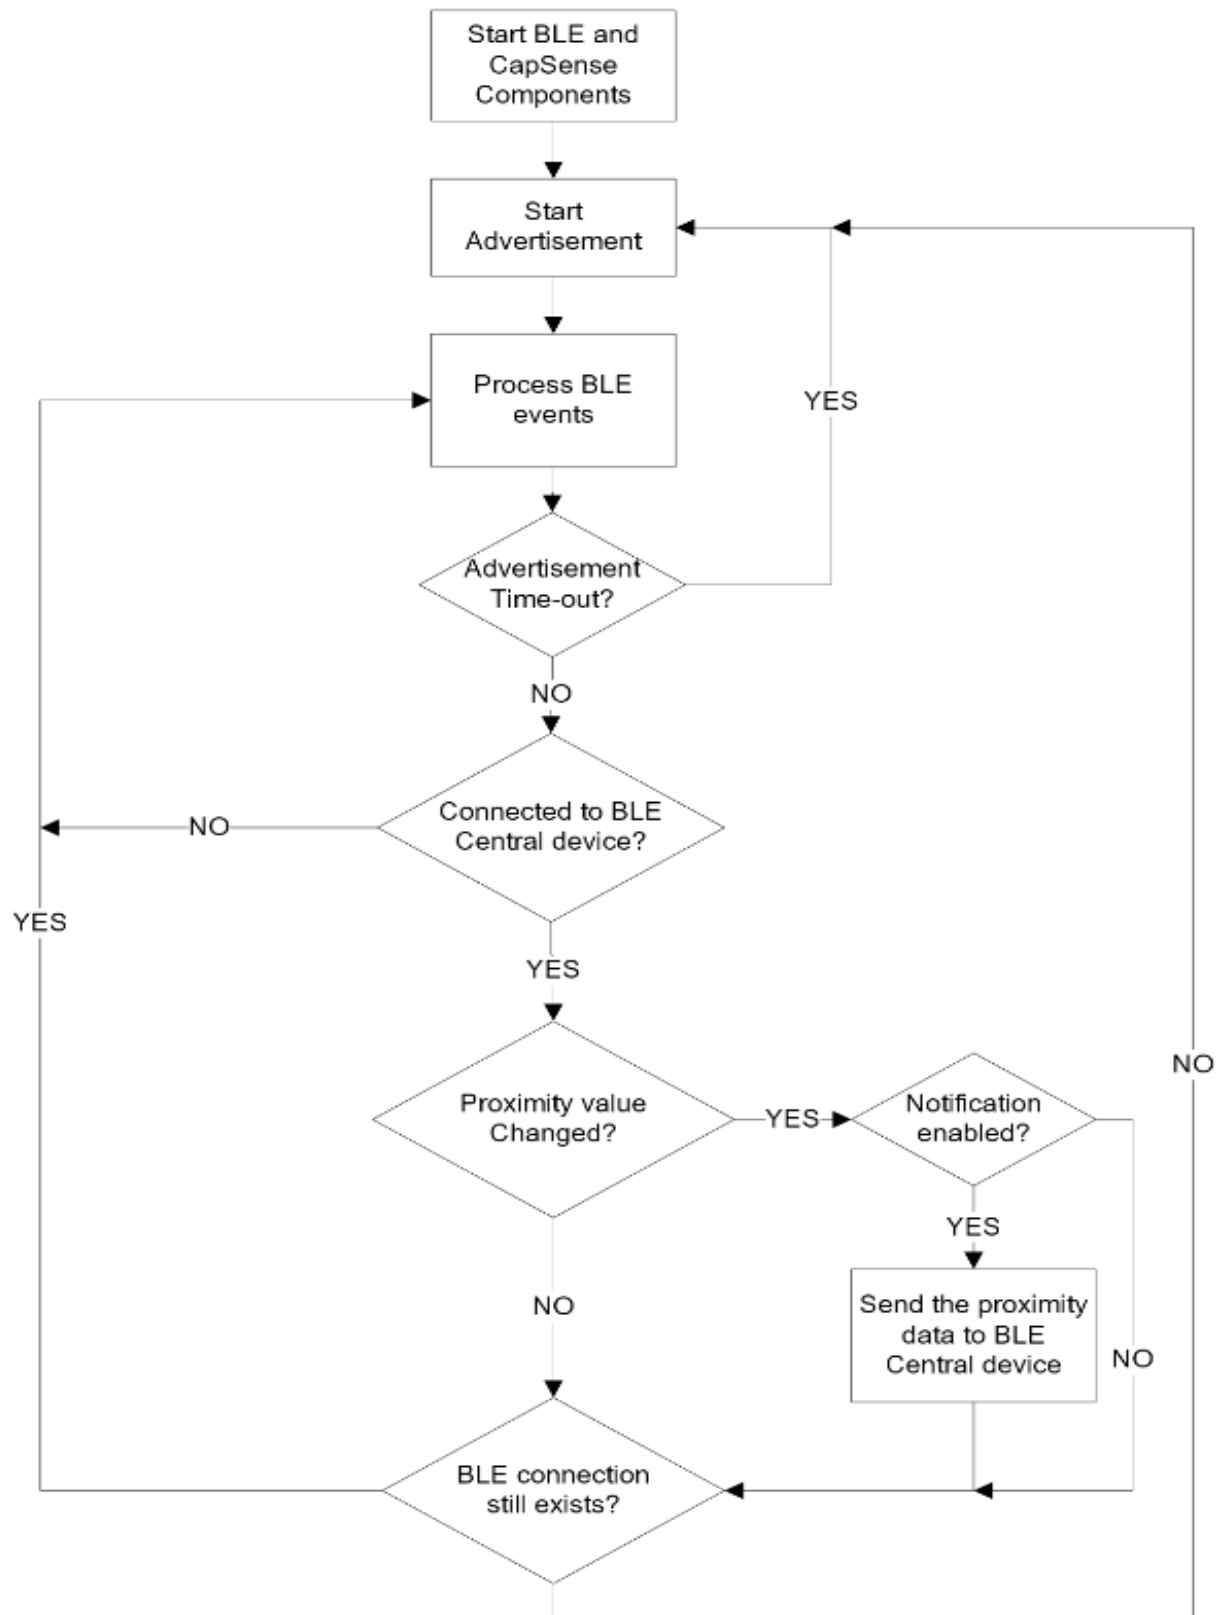 Start BLE and
CapSense
Components
Start
Advertisement
Process BLE
events
YES
Advertisement
Time-out?
NO
Connected to BLE
Central device?
NO
YES
YES
Proximity value
Changed?
YES
Notification
enabled?
NO
YES
NO
Send the proximity
data to BLE
Central device
NO
BLE connection
still exists?